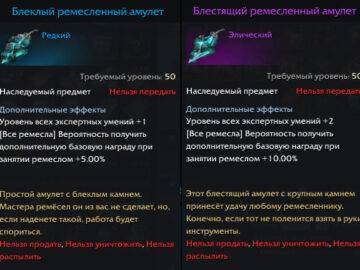 Блеклый ремесленный амулет
Редкий
Требуемый уровень: 50
Наследуемый предмет Нельзя передать
Дополнительные эффекты
Уровень всех экспертных умений +1
[Все ремесла] Вероятность получить
дополнительную базовую награду при
занятии ремеслом +5.00%
Простой амулет с блеклым камнем.
Мастера ремёсел он из вас не сделает, но,
если наденете такой, работа будет
спориться.
Нельзя продать, Нельзя уничтожить, Нельзя
распылить
Блестящий ремесленный амулет
Эпический
Требуемый уровень: 50
Наследуемый предмет Нельзя передать
Дополнительные эффекты
Уровень всех экспертных умений +2
[Все ремесла] Вероятность получить
дополнительную базовую награду при
занятии ремеслом +10.00%
Этот блестящий амулет с крупным камнем
принесёт удачу любому ремесленнику.
Конечно, если тот не поленится взять в руки
инструменты.
Нельзя продать, Нельзя уничтожить, Нельзя
распылить